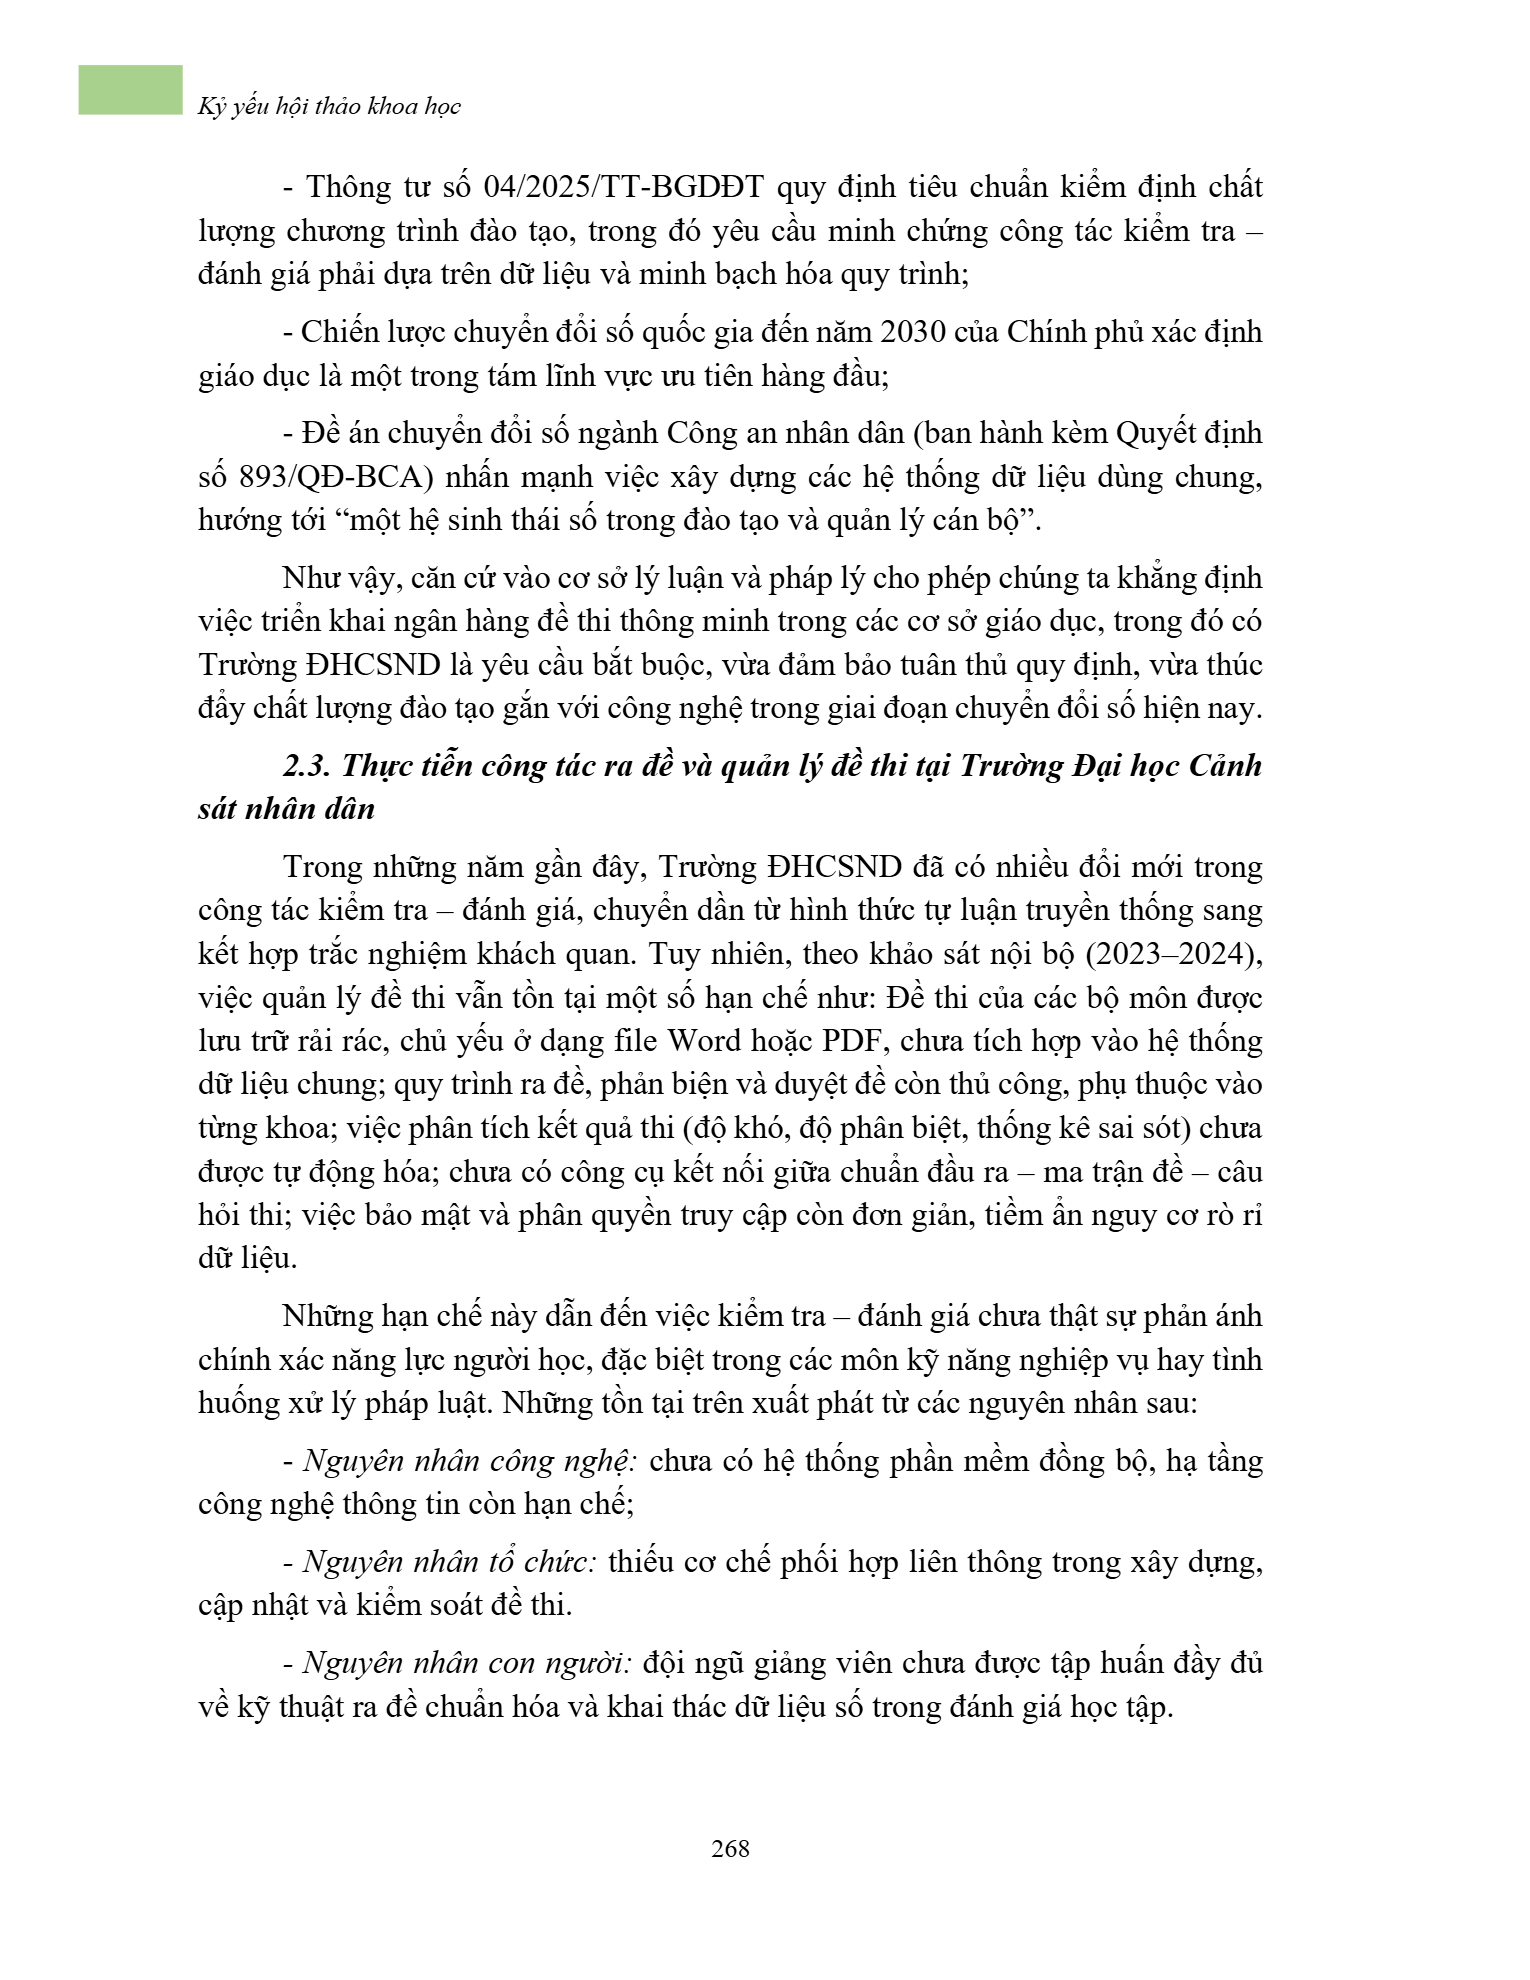 Kỷ yếu hội thảo khoa học
- Thông tư số 04/2025/TT-BGDĐT quy định tiêu chuẩn kiểm định chất
lượng chương trình đào tạo, trong đó yêu cầu minh chứng công tác kiểm tra –
đánh giá phải dựa trên dữ liệu và minh bạch hóa quy trình;
- Chiến lược chuyển đổi số quốc gia đến năm 2030 của Chính phủ xác định
giáo dục là một trong tám lĩnh vực ưu tiên hàng đầu;
- Đề án chuyển đổi số ngành Công an nhân dân (ban hành kèm Quyết định
số 893/QĐ-BCA) nhấn mạnh việc xây dựng các hệ thống dữ liệu dùng chung,
hướng tới “một hệ sinh thái số trong đào tạo và quản lý cán bộ”.
Như vậy, căn cứ vào cơ sở lý luận và pháp lý cho phép chúng ta khẳng định
việc triển khai ngân hàng đề thi thông minh trong các cơ sở giáo dục, trong đó có
Trường ĐHCSND là yêu cầu bắt buộc, vừa đảm bảo tuân thủ quy định, vừa thúc
đẩy chất lượng đào tạo gắn với công nghệ trong giai đoạn chuyển đổi số hiện nay.
2.3. Thực tiễn công tác ra đề và quản lý đề thi tại Trường Đại học Cảnh
sát nhân dân
Trong những năm gần đây, Trường ĐHCSND đã có nhiều đổi mới trong
công tác kiểm tra – đánh giá, chuyển dần từ hình thức tự luận truyền thống sang
kết hợp trắc nghiệm khách quan. Tuy nhiên, theo khảo sát nội bộ (2023–2024),
việc quản lý đề thi vẫn tồn tại một số hạn chế như: Đề thi của các bộ môn được
lưu trữ rải rác, chủ yếu ở dạng file Word hoặc PDF, chưa tích hợp vào hệ thống
dữ liệu chung; quy trình ra đề, phản biện và duyệt đề còn thủ công, phụ thuộc vào
từng khoa; việc phân tích kết quả thi (độ khó, độ phân biệt, thống kê sai sót) chưa
được tự động hóa; chưa có công cụ kết nối giữa chuẩn đầu ra – ma trận đề – câu
hỏi thi; việc bảo mật và phân quyền truy cập còn đơn giản, tiềm ẩn nguy cơ rò rỉ
dữ liệu.
Những hạn chế này dẫn đến việc kiểm tra – đánh giá chưa thật sự phản ánh
chính xác năng lực người học, đặc biệt trong các môn kỹ năng nghiệp vụ hay tình
huống xử lý pháp luật. Những tồn tại trên xuất phát từ các nguyên nhân sau:
- Nguyên nhân công nghệ: chưa có hệ thống phần mềm đồng bộ, hạ tầng
công nghệ thông tin còn hạn chế;
- Nguyên nhân tổ chức: thiếu cơ chế phối hợp liên thông trong xây dựng,
cập nhật và kiểm soát đề thi.
- Nguyên nhân con người: đội ngũ giảng viên chưa được tập huấn đầy đủ
về kỹ thuật ra đề chuẩn hóa và khai thác dữ liệu số trong đánh giá học tập.
268